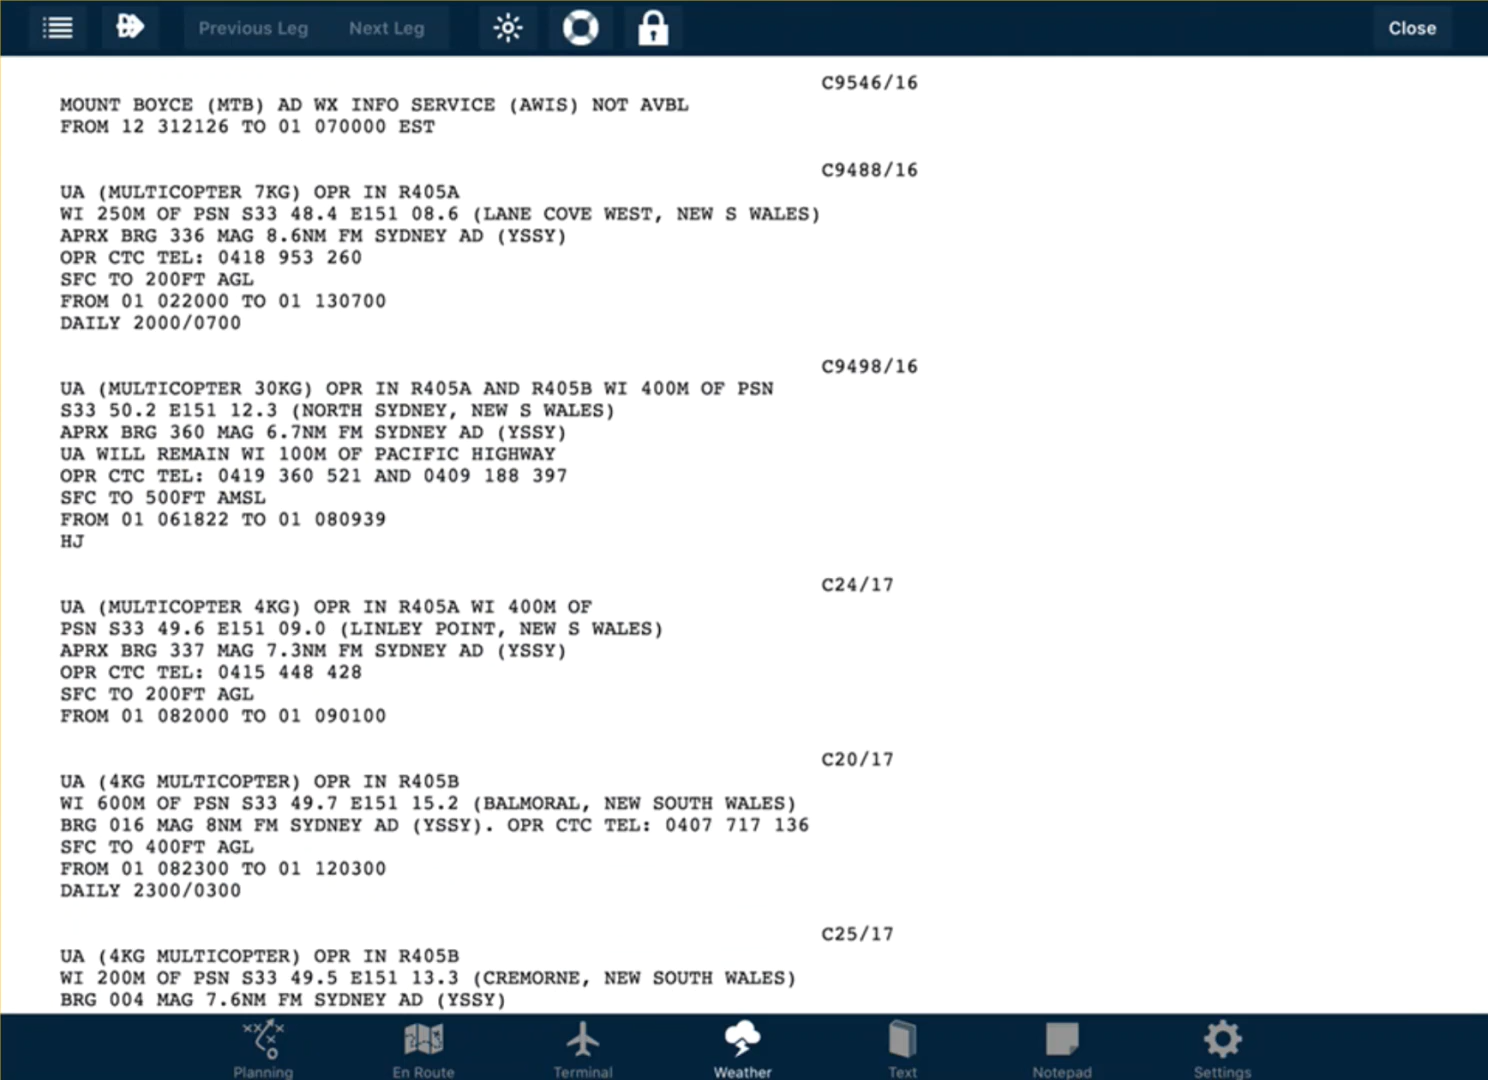 Previous Leg Next Leg Close
C9546/16
MOUNT BOYCE (MTB) AD WX INFO SERVICE (AWIS) NOT AVBL
FROM 12 312126 TO 01 070000 EST
C9488/16
UA (MULTICOPTER 7KG) OPR IN R405A
WI 250M OF PSN S33 48.4 E151 08.6 (LANE COVE WEST, NEW S WALES)
APRX BRG 336 MAG 8.6NM FM SYDNEY AD (YSSY)
OPR CTC TEL: 0418 953 260
SFC TO 200FT AGL
FROM 01 022000 TO 01 130700
DAILY 2000/0700
C9498/16
UA (MULTICOPTER 30KG) OPR IN R405A AND R405B WI 400M OF PSN
S33 50.2 E151 12.3 (NORTH SYDNEY, NEW S WALES)
APRX BRG 360 MAG 6.7NM FM SYDNEY AD (YSSY)
UA WILL REMAIN WI 100M OF PACIFIC HIGHWAY
OPR CTC TEL: 0419 360 521 AND 0409 188 397
SFC TO 500FT AMSL
FROM 01 061822 TO 01 080939
HJ
C24/17
UA (MULTICOPTER 4KG) OPR IN R405A WI 400M OF
PSN S33 49.6 E151 09.0 (LINLEY POINT, NEW S WALES)
APRX BRG 337 MAG 7.3NM FM SYDNEY AD (YSSY)
OPR CTC TEL: 0415 448 428
SFC TO 200FT AGL
FROM 01 082000 TO 01 090100
C20/17
UA (4KG MULTICOPTER) OPR IN R405B
WI 600M OF PSN S33 49.7 E151 15.2 (BALMORAL, NEW SOUTH WALES)
BRG 016 MAG 8NM FM SYDNEY AD (YSSY). OPR CTC TEL: 0407 717 136
SFC TO 400FT AGL
FROM 01 082300 TO 01 120300
DAILY 2300/0300
C25/17
UA (4KG MULTICOPTER) OPR IN R405B
WI 200M OF PSN S33 49.5 E151 13.3 (CREMORNE, NEW SOUTH WALES)
BRG 004 MAG 7.6NM FM SYDNEY AD (YSSY)
Planning En Route Terminal Weather Text Notepad Settings